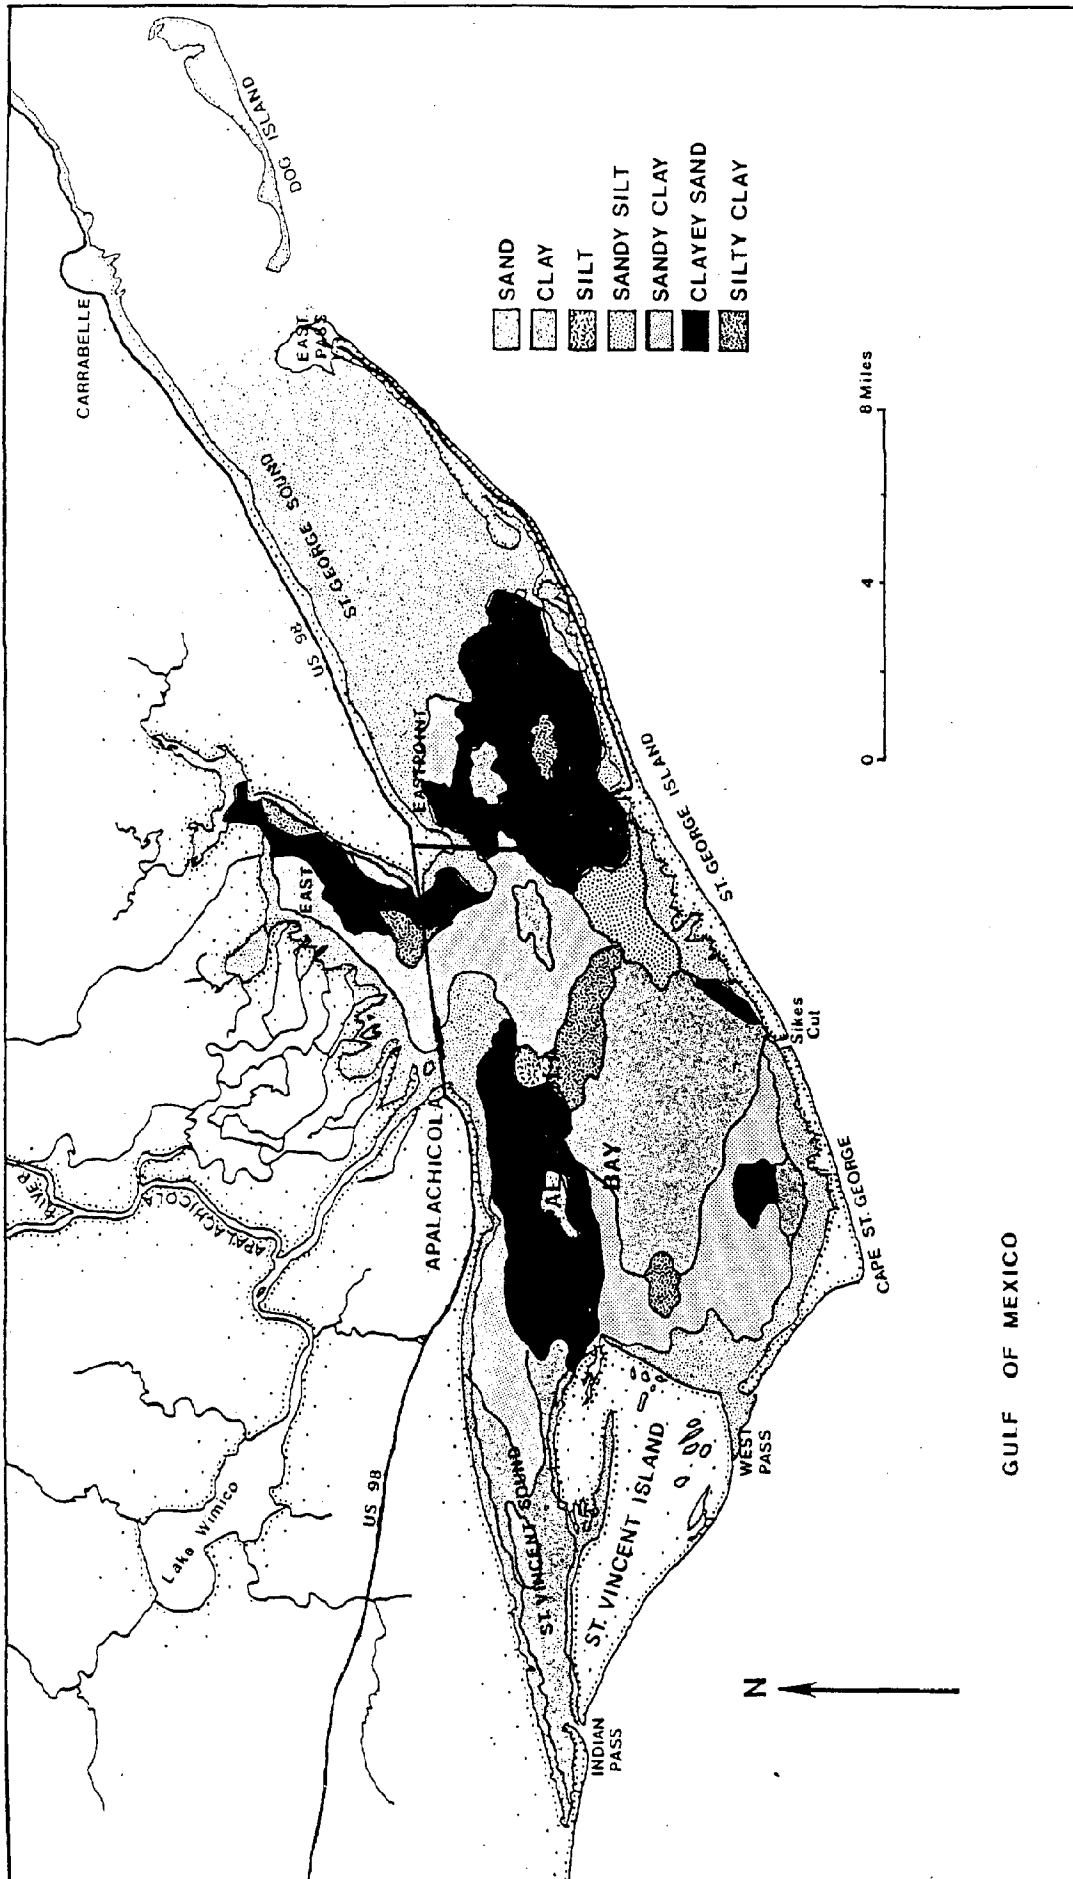 CARRABELLE
DOG ISLAND
EAST
PASS
ST. GEORGE SOUND
US 98
EASTPOINT
EAST
ST. GEORGE ISLAND
Sikes
Cut
APALACHICOLA
RIVER
APALACHICOLA
BAY
CAPE ST. GEORGE
Lake Wimico
US 98
ST. VINCENT SOUND
ST. VINCENT ISLAND
WEST
PASS
INDIAN
PASS
N
GULF OF MEXICO
SAND
CLAY
SILT
SANDY SILT
SANDY CLAY
CLAYEY SAND
SILTY CLAY
0 4 8 Miles